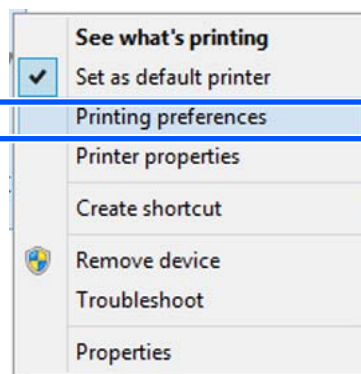 See what's printing
Set as default printer
Printing preferences
Printer properties
Create shortcut
Remove device
Troubleshoot
Properties